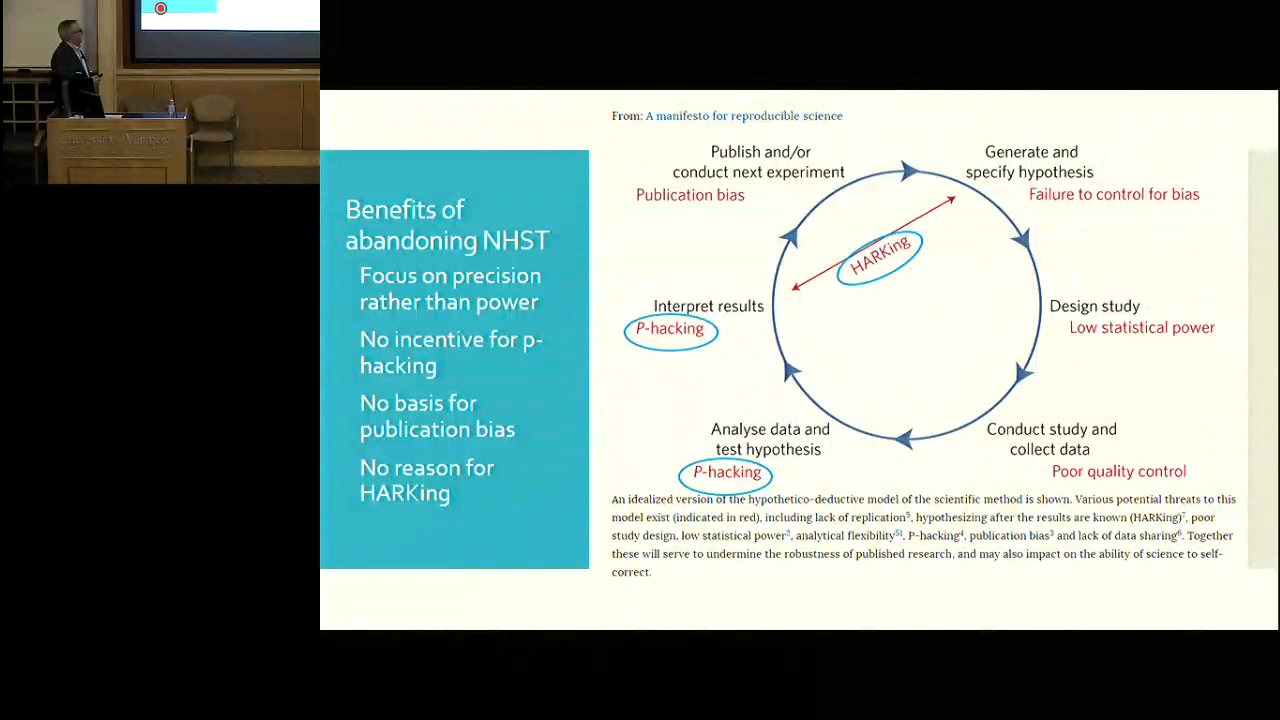 University of Vermont
Benefits of
abandoning NHST
Focus on precision
rather than power
No incentive for p-
hacking
No basis for
publication bias
No reason for
HARKing
From: A manifesto for reproducible science
Publish and/or
conduct next experiment
Publication bias
Generate and
specify hypothesis
Failure to control for bias
HARKing
Interpret results
P-hacking
Design study
Low statistical power
Analyse data and
test hypothesis
P-hacking
Conduct study and
collect data
Poor quality control
An idealized version of the hypothetico-deductive model of the scientific method is shown. Various potential threats to this
model exist (indicated in red), including lack of replication⁵, hypothesizing after the results are known (HARKing)⁷, poor
study design, low statistical power², analytical flexibility⁵¹, P-hacking⁴, publication bias³ and lack of data sharing⁶. Together
these will serve to undermine the robustness of published research, and may also impact on the ability of science to self-
correct.